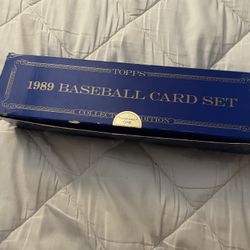 TOPPS
1989 BASEBALL CARD SET
COLLECTOR'S EDITION